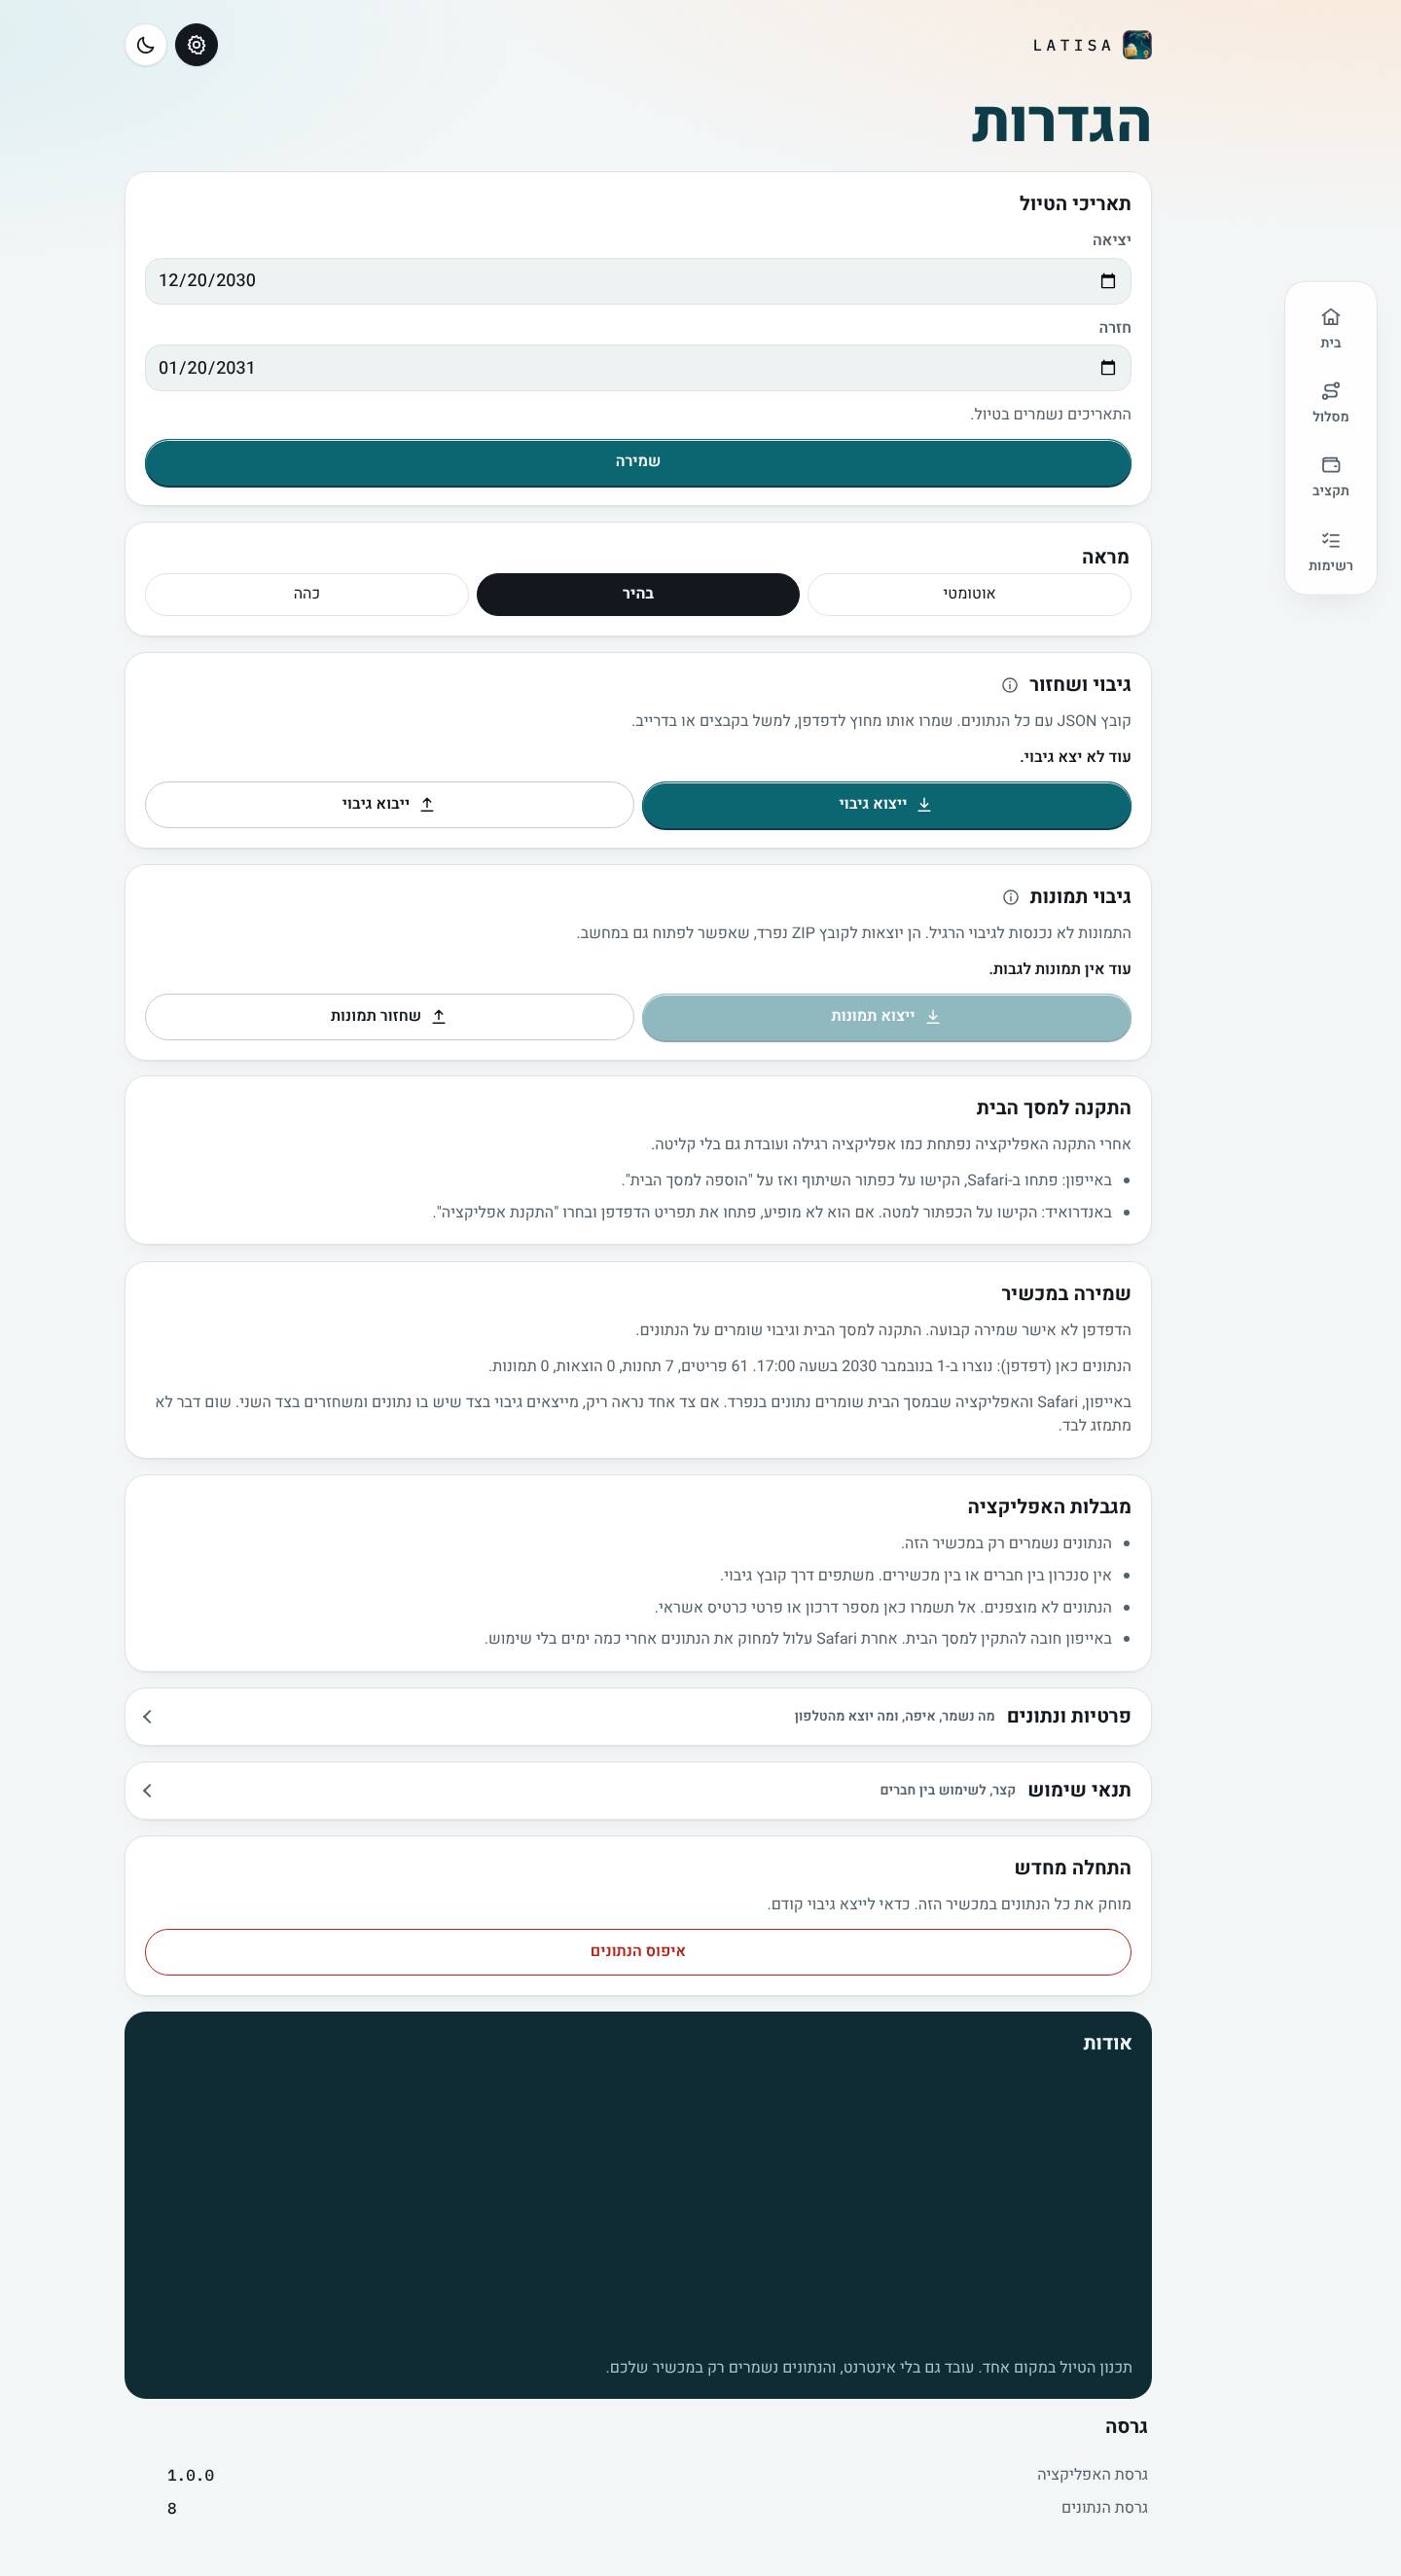 LATISA
הגדרות
תאריכי הטיול
יציאה
12/20/2030
חזרה
01/20/2031
התאריכים נשמרים בטיול.
שמירה
בית
מסלול
תקציב
רשימות
מראה
אוטומטי
בהיר
כהה
גיבוי ושחזור
קובץ JSON עם כל הנתונים. שמרו אותו מחוץ לדפדפן, למשל בקבצים או בדרייב.
עוד לא יצא גיבוי.
ייצוא גיבוי
ייבוא גיבוי
גיבוי תמונות
התמונות לא נכנסות לגיבוי הרגיל. הן יוצאות לקובץ ZIP נפרד, שאפשר לפתוח גם במחשב.
עוד אין תמונות לגבות.
ייצוא תמונות
שחזור תמונות
התקנה למסך הבית
אחרי התקנה האפליקציה נפתחת כמו אפליקציה רגילה ועובדת גם בלי קליטה.
באייפון: פתחו ב-Safari, הקישו על כפתור השיתוף ואז על "הוספה למסך הבית".
באנדרואיד: הקישו על הכפתור למטה. אם הוא לא מופיע, פתחו את תפריט הדפדפן ובחרו "התקנת אפליקציה".
שמירה במכשיר
הדפדפן לא אישר שמירה קבועה. התקנה למסך הבית וגיבוי שומרים על הנתונים.
הנתונים כאן (דפדפן): נוצרו ב-1 בנובמבר 2030 בשעה 17:00. 61 פריטים, 7 תחנות, 0 הוצאות, 0 תמונות.
באייפון, Safari והאפליקציה שבמסך הבית שומרים נתונים בנפרד. אם צד אחד נראה ריק, מייצאים גיבוי בצד שיש בו נתונים ומשחזרים בצד השני. שום דבר לא
מתמזג לבד.
מגבלות האפליקציה
הנתונים נשמרים רק במכשיר הזה.
אין סנכרון בין חברים או בין מכשירים. משתפים דרך קובץ גיבוי.
הנתונים לא מוצפנים. אל תשמרו כאן מספר דרכון או פרטי כרטיס אשראי.
באייפון חובה להתקין למסך הבית. אחרת Safari עלול למחוק את הנתונים אחרי כמה ימים בלי שימוש.
פרטיות ונתונים מה נשמר, איפה, ומה יוצא מהטלפון
תנאי שימוש קצר, לשימוש בין חברים
התחלה מחדש
מוחק את כל הנתונים במכשיר הזה. כדאי לייצא גיבוי קודם.
איפוס הנתונים
אודות
תכנון הטיול במקום אחד. עובד גם בלי אינטרנט, והנתונים נשמרים רק במכשיר שלכם.
גרסה
גרסת האפליקציה 1.0.0
גרסת הנתונים 8